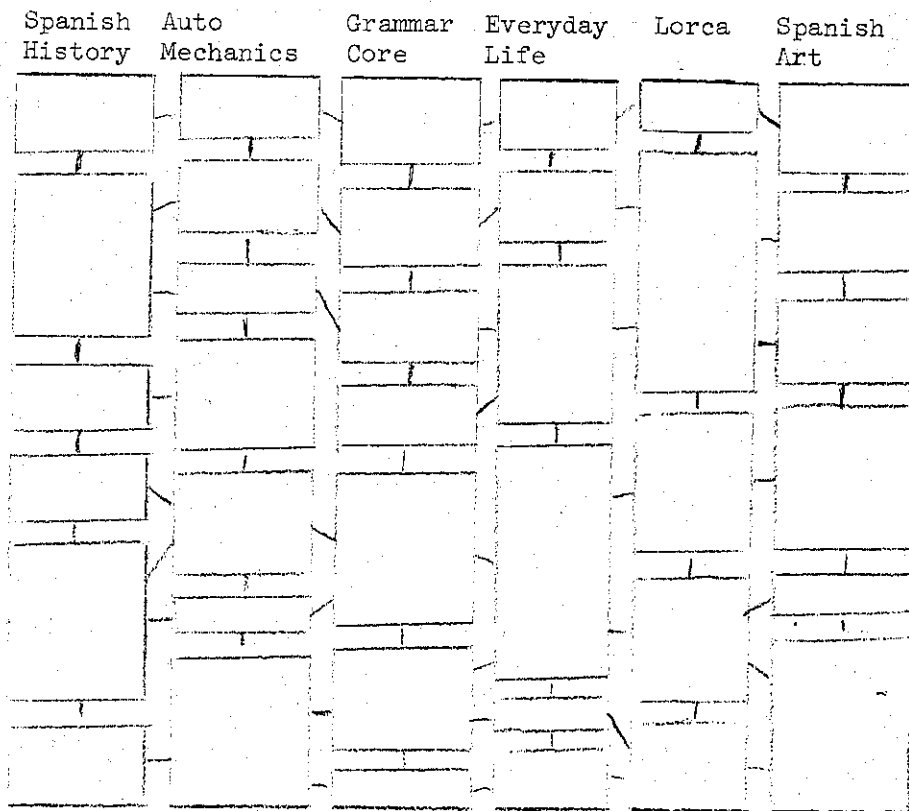 Spanish History
Auto Mechanics
Grammar Core
Everyday Life
Lorca
Spanish Art